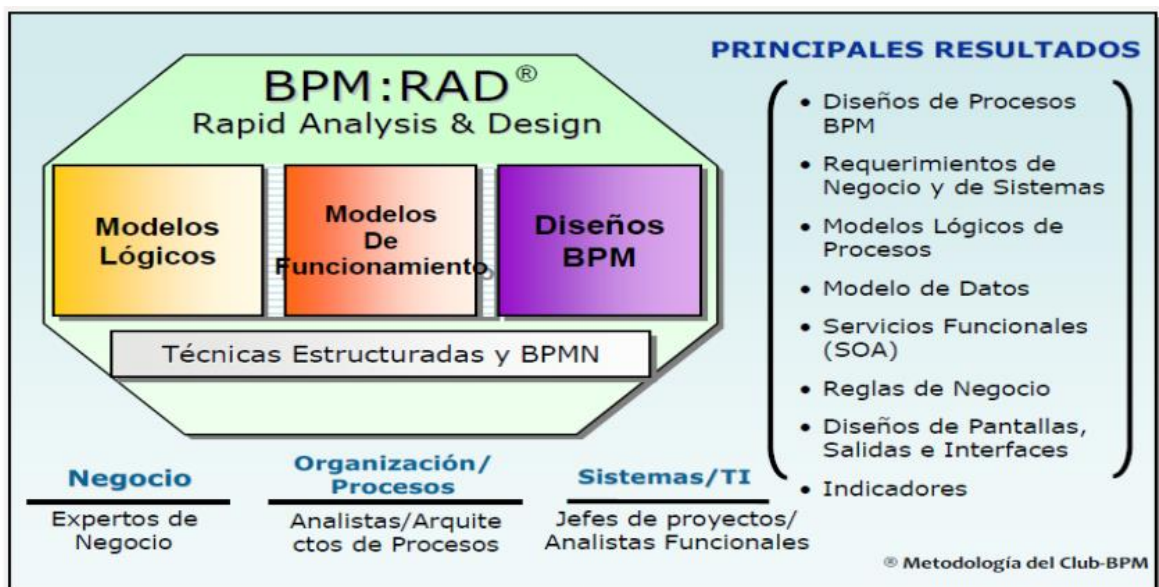 BPM:RAD®
Rapid Analysis & Design
Modelos
Lógicos
Modelos
De
Funcionamiento
Diseños
BPM
Técnicas Estructuradas y BPMN
Negocio
Expertos de
Negocio
Organización/
Procesos
Analistas/Arquite
ctos de Procesos
Sistemas/TI
Jefes de proyectos/
Analistas Funcionales
PRINCIPALES RESULTADOS
• Diseños de Procesos
BPM
• Requerimientos de
Negocio y de Sistemas
• Modelos Lógicos de
Procesos
• Modelo de Datos
• Servicios Funcionales
(SOA)
• Reglas de Negocio
• Diseños de Pantallas,
Salidas e Interfaces
• Indicadores
® Metodología del Club-BPM